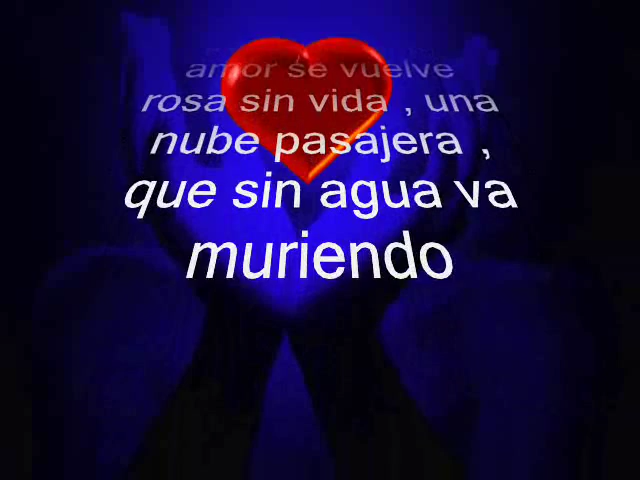 amor se vuelve
rosa sin vida , una
nube pasajera ,
que sin agua va
muriendo